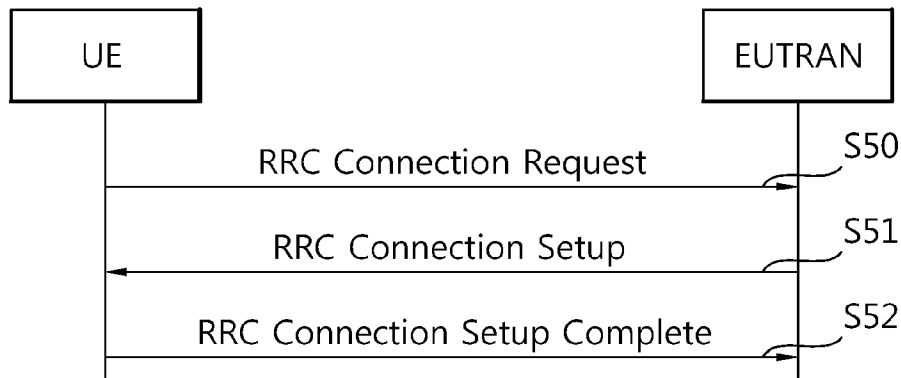 UE
EUTRAN
RRC Connection Request
S50
RRC Connection Setup
S51
RRC Connection Setup Complete
S52